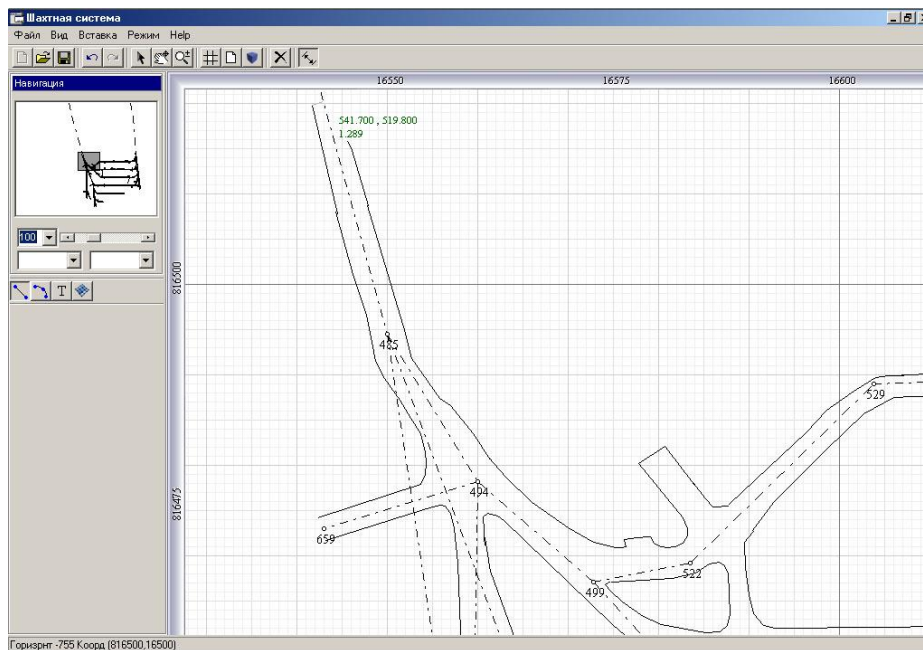 Шахтная система
Файл Вид Вставка Режим Help
Навигация
100
T
16550 16575 16600
541.700 , 519.800
1.289
816500
485
529
816475
494
659
522
499
Горизрнт -755 Коорд (816500,16500)